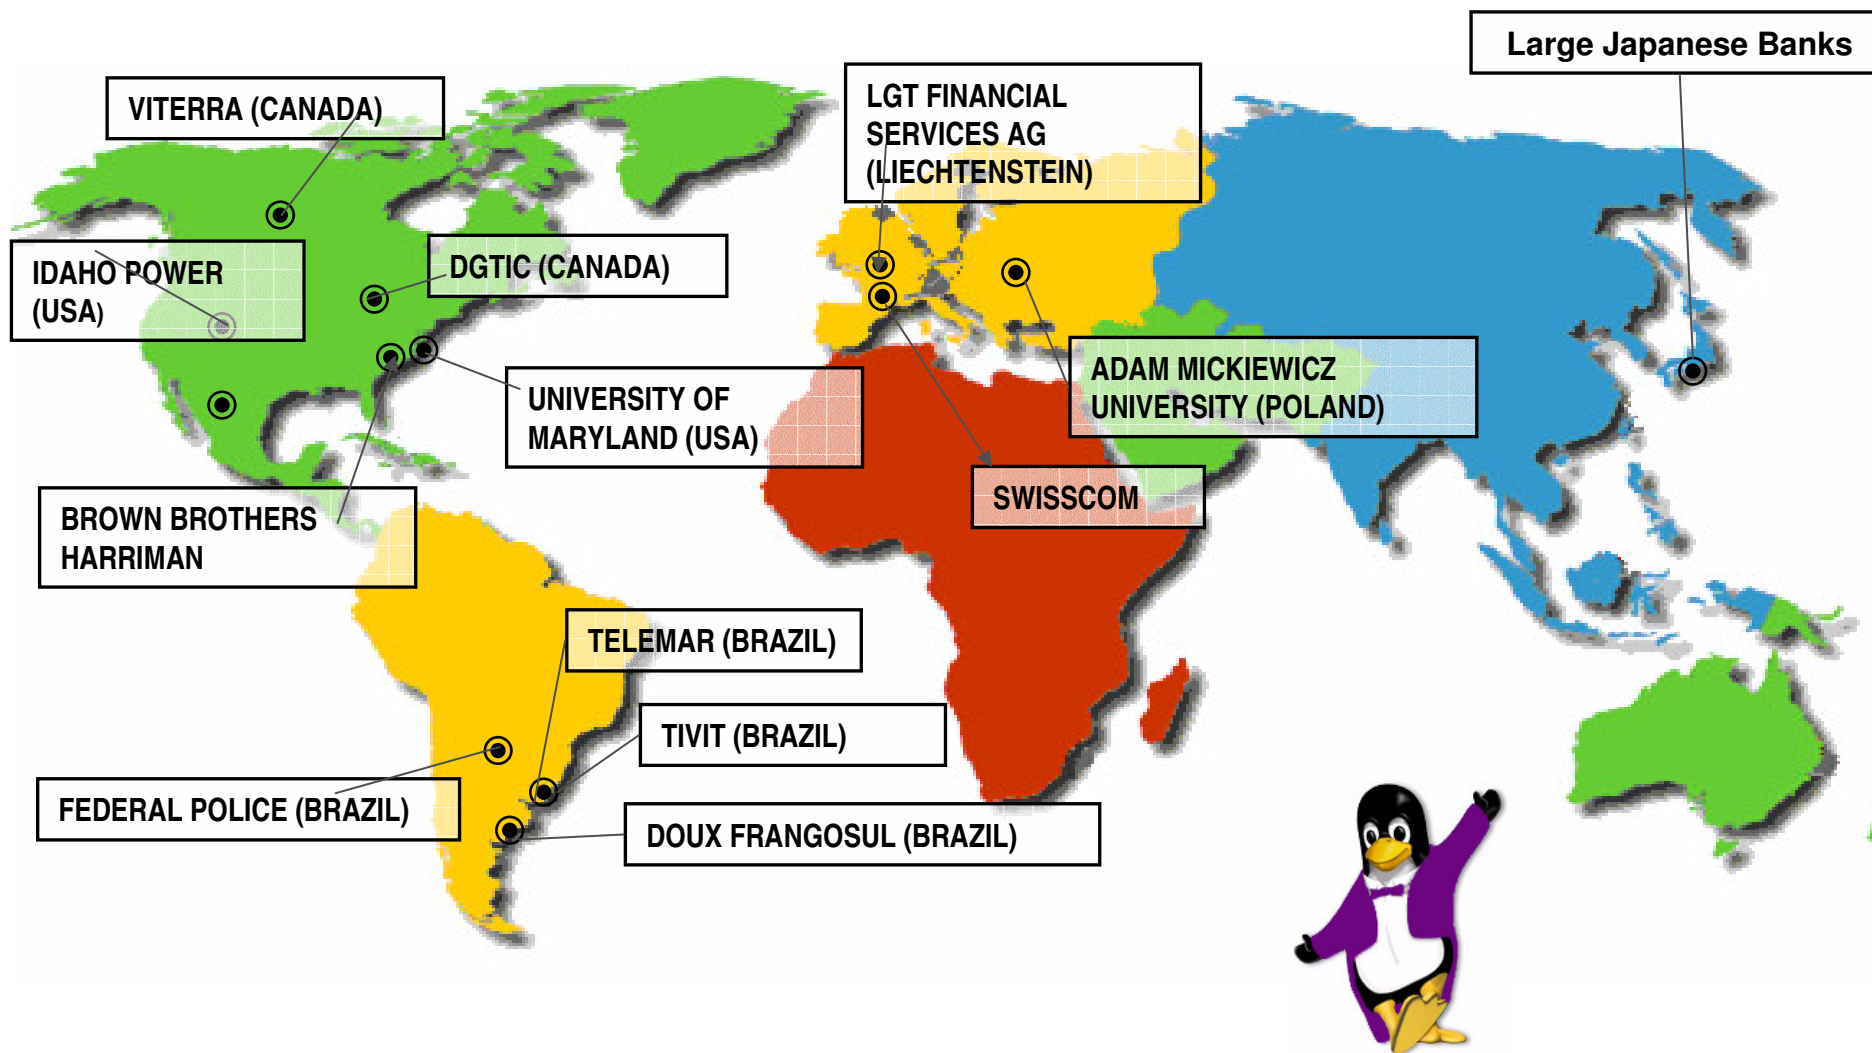 Large Japanese Banks
VITERRA (CANADA)
LGT FINANCIAL
SERVICES AG
(LIECHTENSTEIN)
IDAHO POWER
(USA)
DGTIC (CANADA)
UNIVERSITY OF
MARYLAND (USA)
ADAM MICKIEWICZ
UNIVERSITY (POLAND)
SWISSCOM
BROWN BROTHERS
HARRIMAN
TELEMAR (BRAZIL)
TIVIT (BRAZIL)
FEDERAL POLICE (BRAZIL)
DOUX FRANGOSUL (BRAZIL)